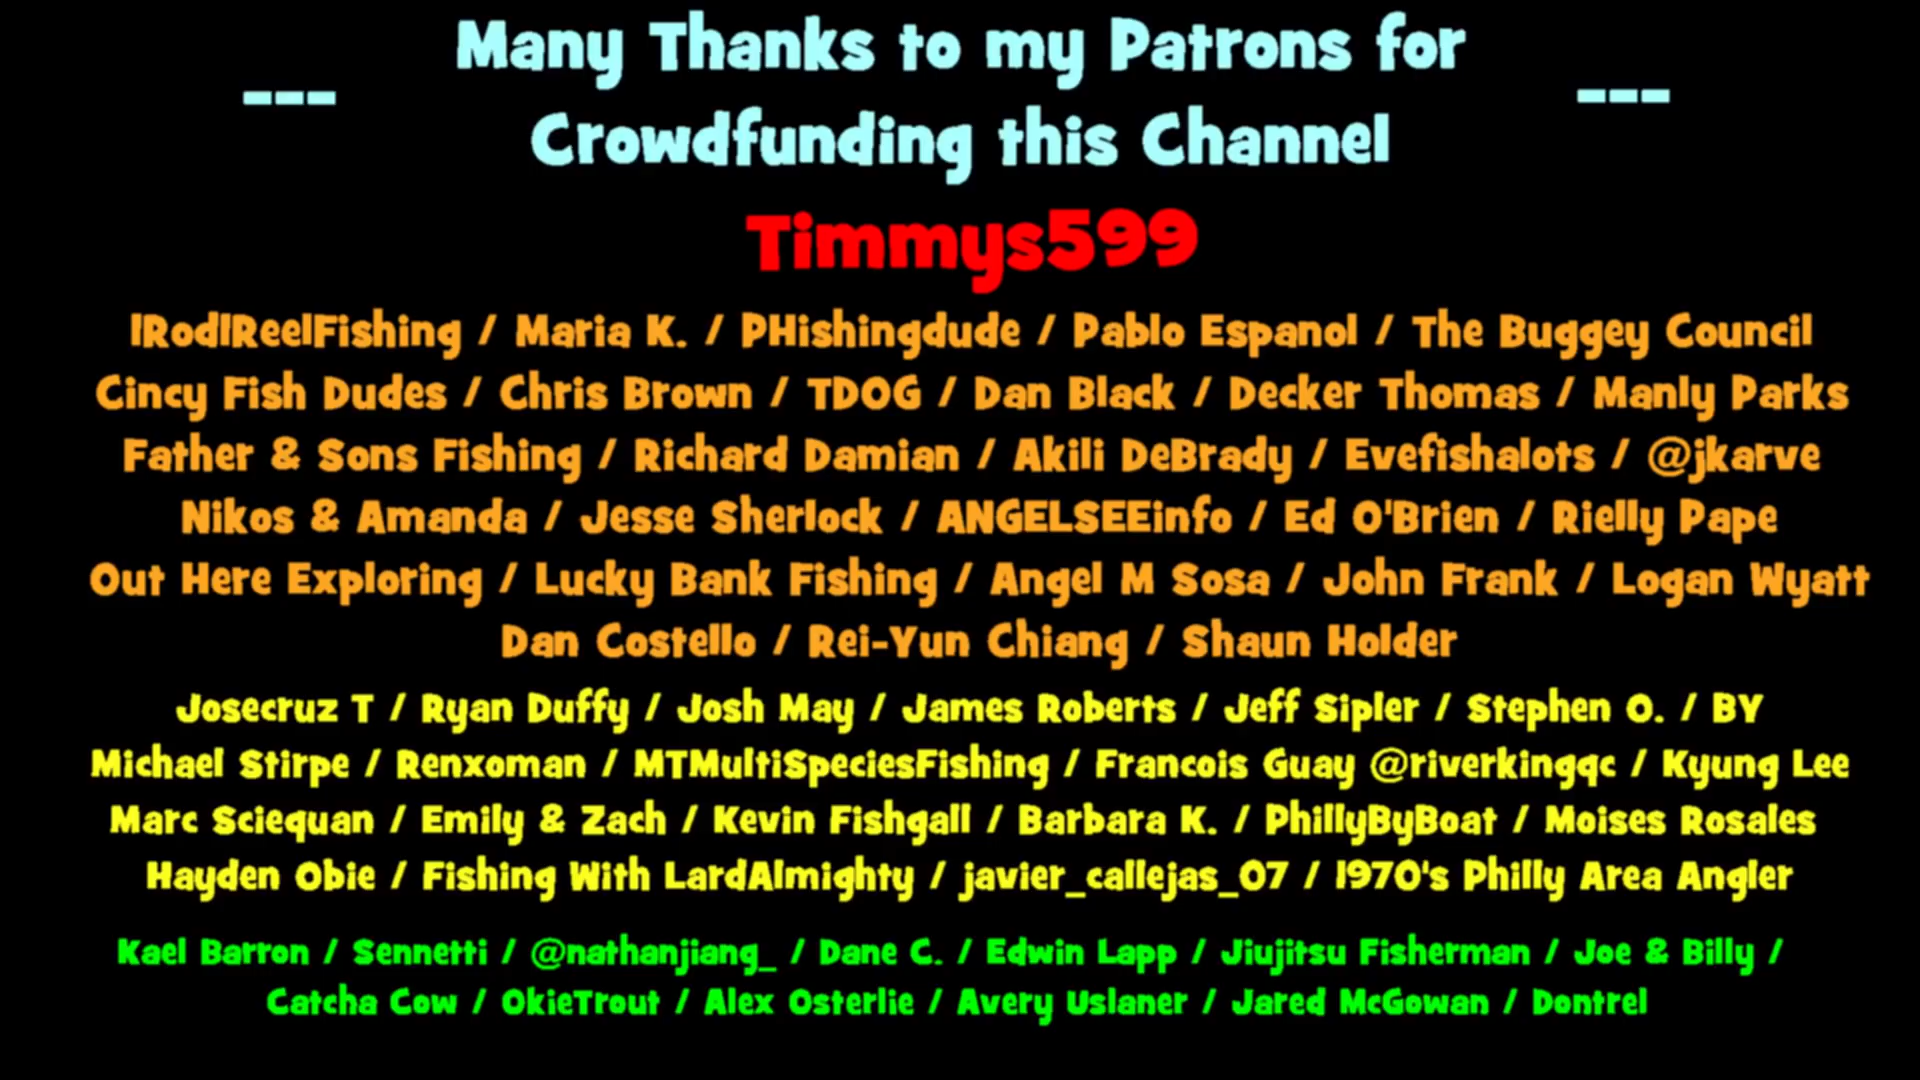 Many Thanks to my Patrons for
--- Crowdfunding this Channel ---
Timmys599
1Rod1ReelFishing / Maria K. / PHishingdude / Pablo Espanol / The Buggey Council
Cincy Fish Dudes / Chris Brown / TDOG / Dan Black / Decker Thomas / Manly Parks
Father & Sons Fishing / Richard Damian / Akili DeBrady / Evefishalots / @jkarve
Nikos & Amanda / Jesse Sherlock / ANGELSEEinfo / Ed O'Brien / Rielly Pape
Out Here Exploring / Lucky Bank Fishing / Angel M Sosa / John Frank / Logan Wyatt
Dan Costello / Rei-Yun Chiang / Shaun Holder
Josecruz T / Ryan Duffy / Josh May / James Roberts / Jeff Sipler / Stephen O. / BY
Michael Stirpe / Renxoman / MTMultiSpeciesFishing / Francois Guay @riverkingqc / Kyung Lee
Marc Sciequan / Emily & Zach / Kevin Fishgall / Barbara K. / PhillyByBoat / Moises Rosales
Hayden Obie / Fishing With LardAlmighty / javier_callejas_07 / 1970's Philly Area Angler
Kael Barron / Sennetti / @nathanjiang_ / Dane C. / Edwin Lapp / Jiujitsu Fisherman / Joe & Billy /
Catcha Cow / OkieTrout / Alex Osterlie / Avery Uslaner / Jared McGowan / Dontrel